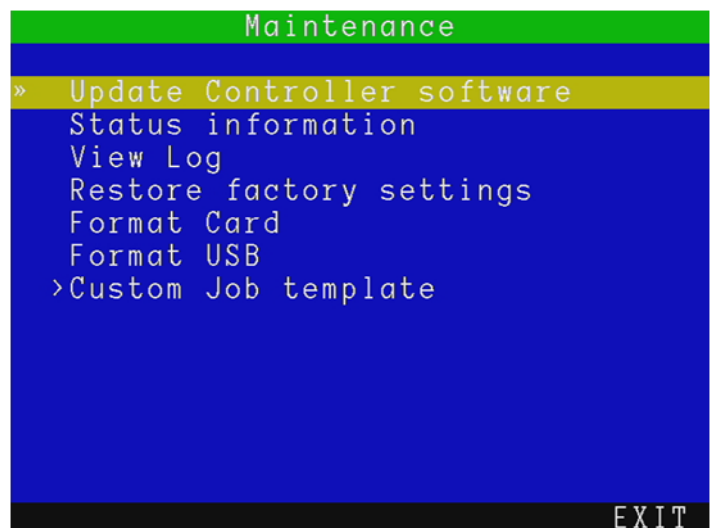 Maintenance
» Update Controller software
Status information
View Log
Restore factory settings
Format Card
Format USB
>Custom Job template
EXIT